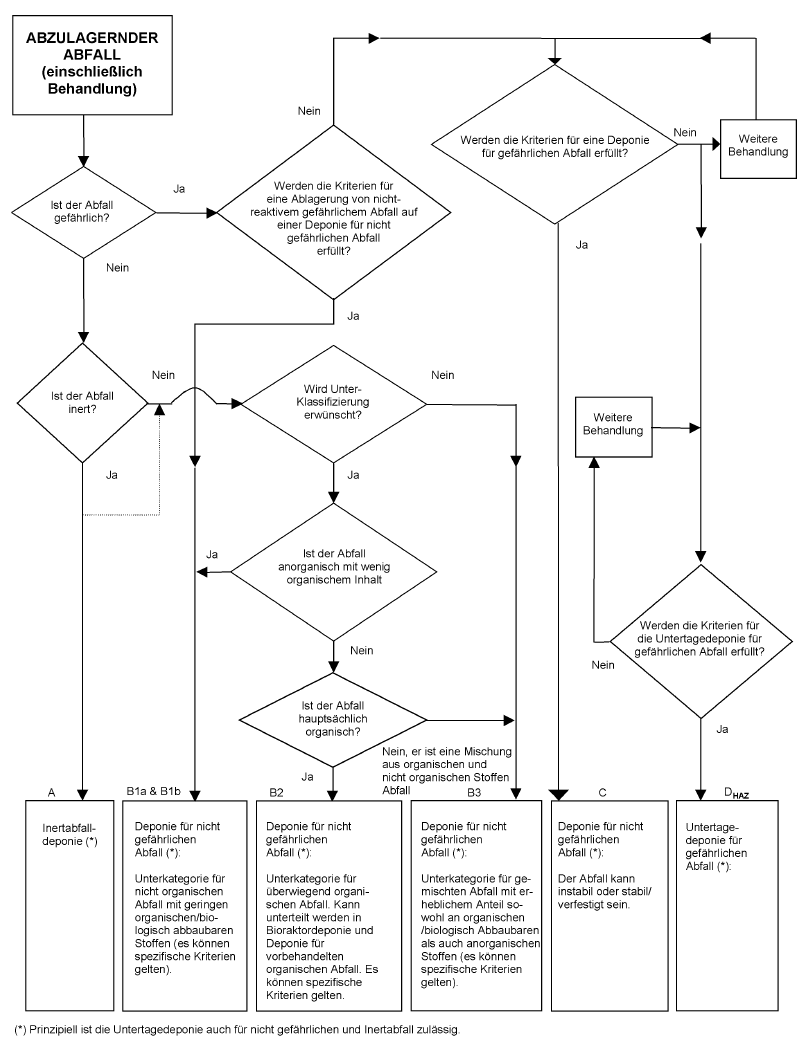 ABZULAGERNDER
ABFALL
(einschließlich
Behandlung)
Nein
Werden die Kriterien für eine Deponie
für gefährlichen Abfall erfüllt?
Nein
Weitere
Behandlung
Ist der Abfall
gefährlich?
Ja
Werden die Kriterien für
eine Ablagerung von nicht-
reaktivem gefährlichem Abfall auf
einer Deponie für nicht
gefährlichen Abfall
erfüllt?
Ja
Nein
Ja
Ist der Abfall
inert?
Nein
Wird Unter-
Klassifizierung
erwünscht?
Nein
Weitere
Behandlung
Ja
Ja
Ja
Ist der Abfall
anorganisch mit wenig
organischem Inhalt
Werden die Kriterien für
die Untertagedeponie für
gefährlichen Abfall erfüllt?
Nein
Nein
Ist der Abfall
hauptsächlich
organisch?
Ja
Nein, er ist eine Mischung
aus organischen und
nicht organischen Stoffen
Abfall
Ja
A
B1a & B1b
B2
B3
C
DHAZ
Inertabfall-
deponie (*)
Deponie für nicht
gefährlichen
Abfall (*):
Unterkategorie für
nicht organischen
Abfall mit geringen
organischen/bio-
logisch abbaubaren
Stoffen (es können
spezifische Kriterien
gelten).
Deponie für nicht
gefährlichen
Abfall (*):
Unterkategorie für
überwiegend organi-
schen Abfall. Kann
unterteilt werden in
Bioraktordeponie und
Deponie für
vorbehandelten
organischen Abfall. Es
können spezifische
Kriterien gelten.
Deponie für nicht
gefährlichen
Abfall (*):
Unterkategorie für ge-
mischten Abfall mit er-
heblichem Anteil so-
wohl an organischen
/biologisch Abbaubaren
als auch anorganischen
Stoffen (es können
spezifische Kriterien
gelten).
Deponie für nicht
gefährlichen
Abfall (*):
Der Abfall kann
instabil oder stabil/
verfestigt sein.
Untertage-
deponie für
gefährlichen
Abfall (*):
(*) Prinzipiell ist die Untertagedeponie auch für nicht gefährlichen und Inertabfall zulässig.